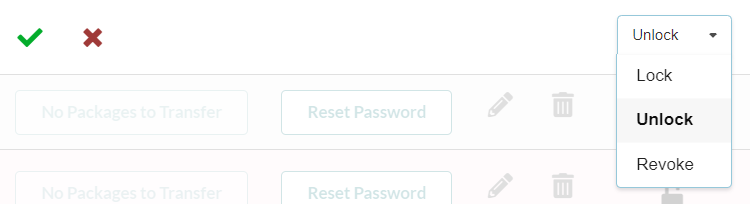 Unlock
Lock
No Packages to Transfer
Reset Password
Unlock
Revoke
No Packages to Transfer
Reset Password